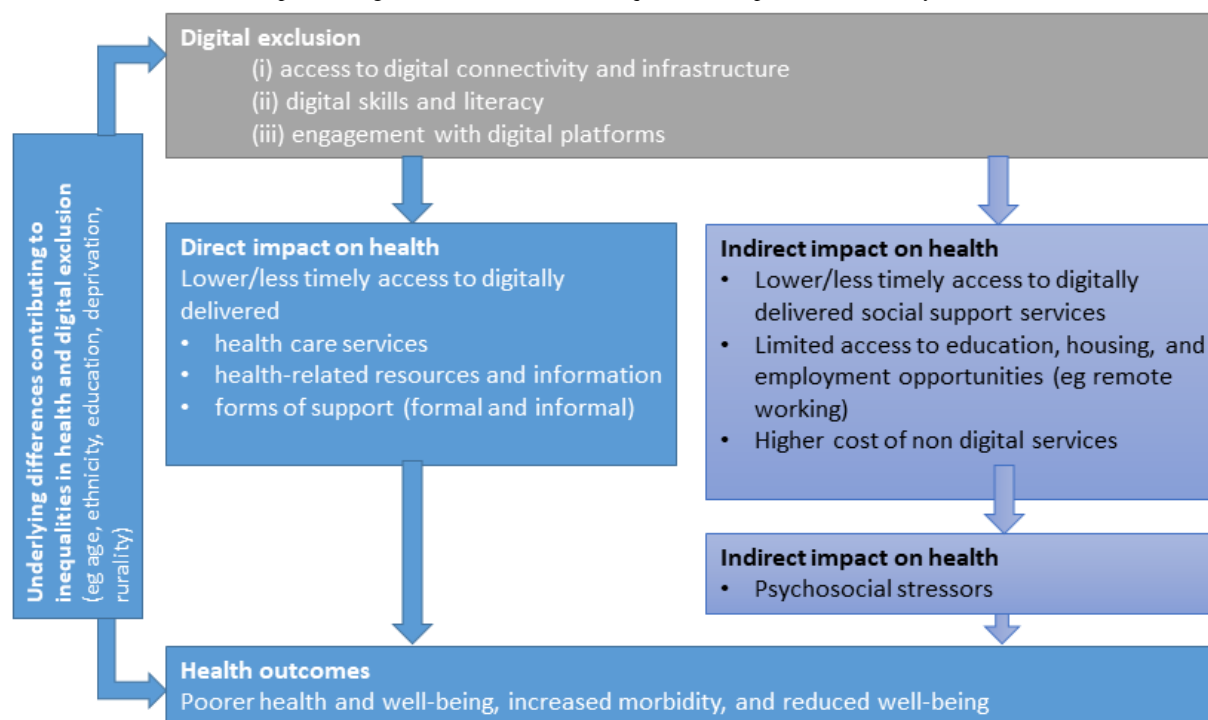 Digital exclusion
(i) access to digital connectivity and infrastructure
(ii) digital skills and literacy
(iii) engagement with digital platforms
Underlying differences contributing to
inequalities in health and digital exclusion
(eg age, ethnicity, education, deprivation,
rurality)
Direct impact on health
Lower/less timely access to digitally
delivered
• health care services
• health-related resources and information
• forms of support (formal and informal)
Indirect impact on health
• Lower/less timely access to digitally
delivered social support services
• Limited access to education, housing, and
employment opportunities (eg remote
working)
• Higher cost of non digital services
Indirect impact on health
• Psychosocial stressors
Health outcomes
Poorer health and well-being, increased morbidity, and reduced well-being